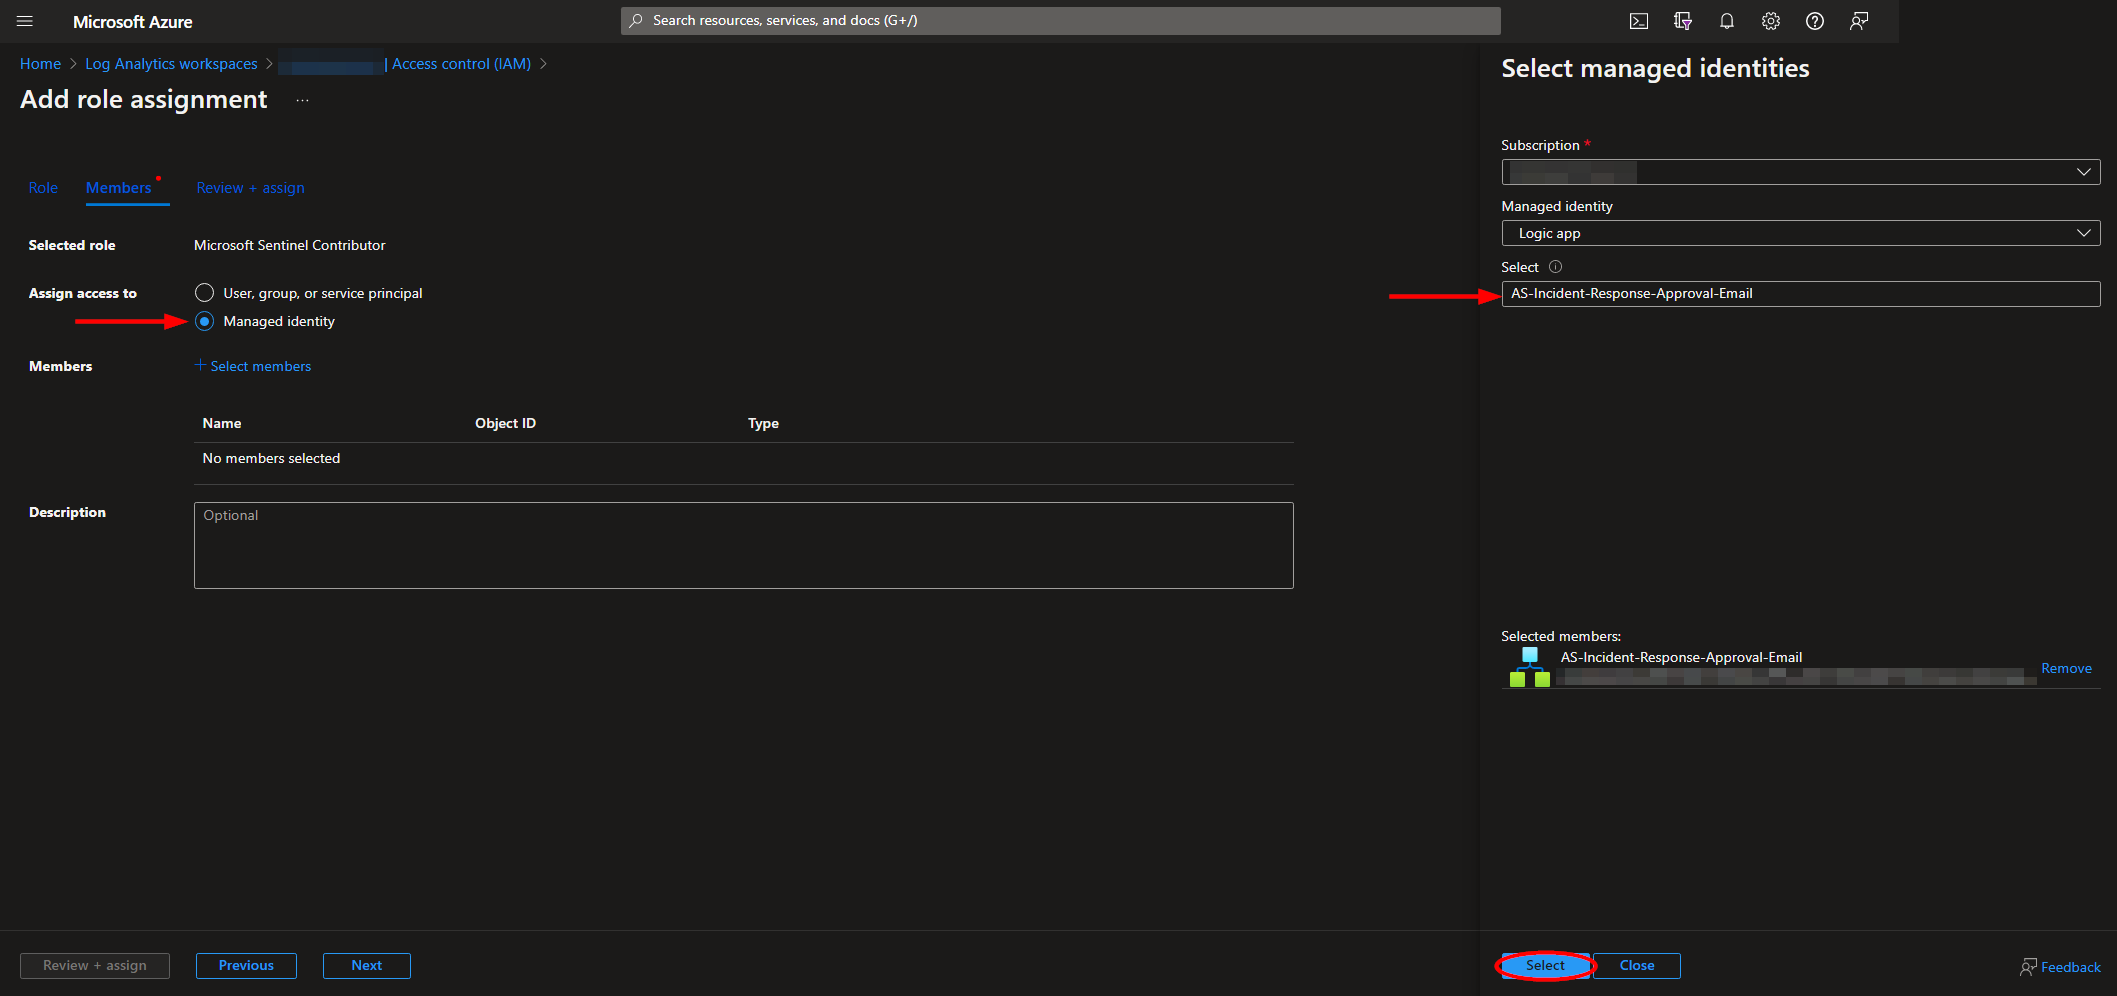 Microsoft Azure
Search resources, services, and docs (G+/)
Home > Log Analytics workspaces > | Access control (IAM) >
Add role assignment ...
Role Members Review + assign
Selected role Microsoft Sentinel Contributor
Assign access to User, group, or service principal
Managed identity
Members + Select members
Name Object ID Type
No members selected
Description Optional
Review + assign Previous Next
Select managed identities
Subscription *
Managed identity
Logic app
Select
AS-Incident-Response-Approval-Email
Selected members:
AS-Incident-Response-Approval-Email
Remove
Select Close
Feedback